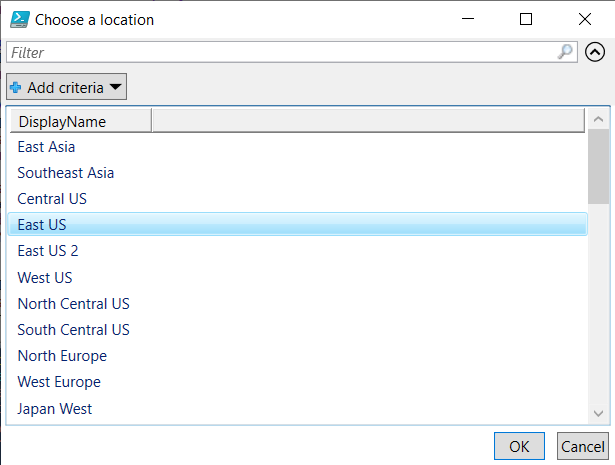 Choose a location
Filter
Add criteria
DisplayName
East Asia
Southeast Asia
Central US
East US
East US 2
West US
North Central US
South Central US
North Europe
West Europe
Japan West
OK Cancel